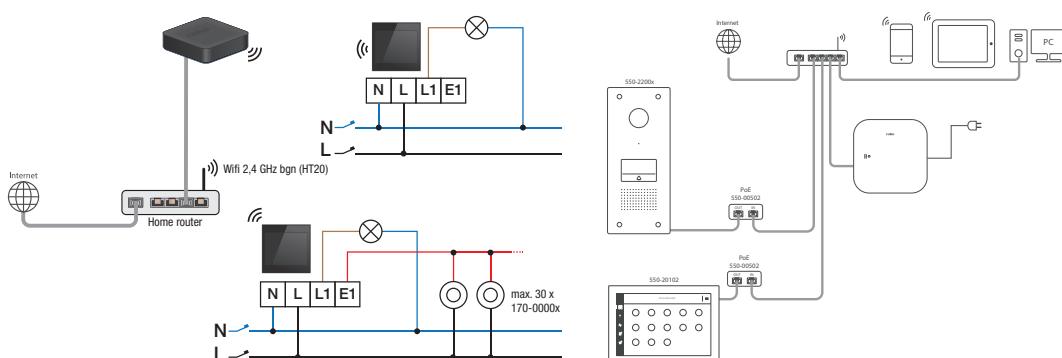 N L L1 E1
N
L
Wifi 2,4 GHz bgn (HT20)
Internet
Home router
N L L1 E1
max. 30 x
170-0000x
N
L
Internet
PC
550-2200x
PoE
550-00502
OUT IN
PoE
550-00502
OUT IN
550-20102